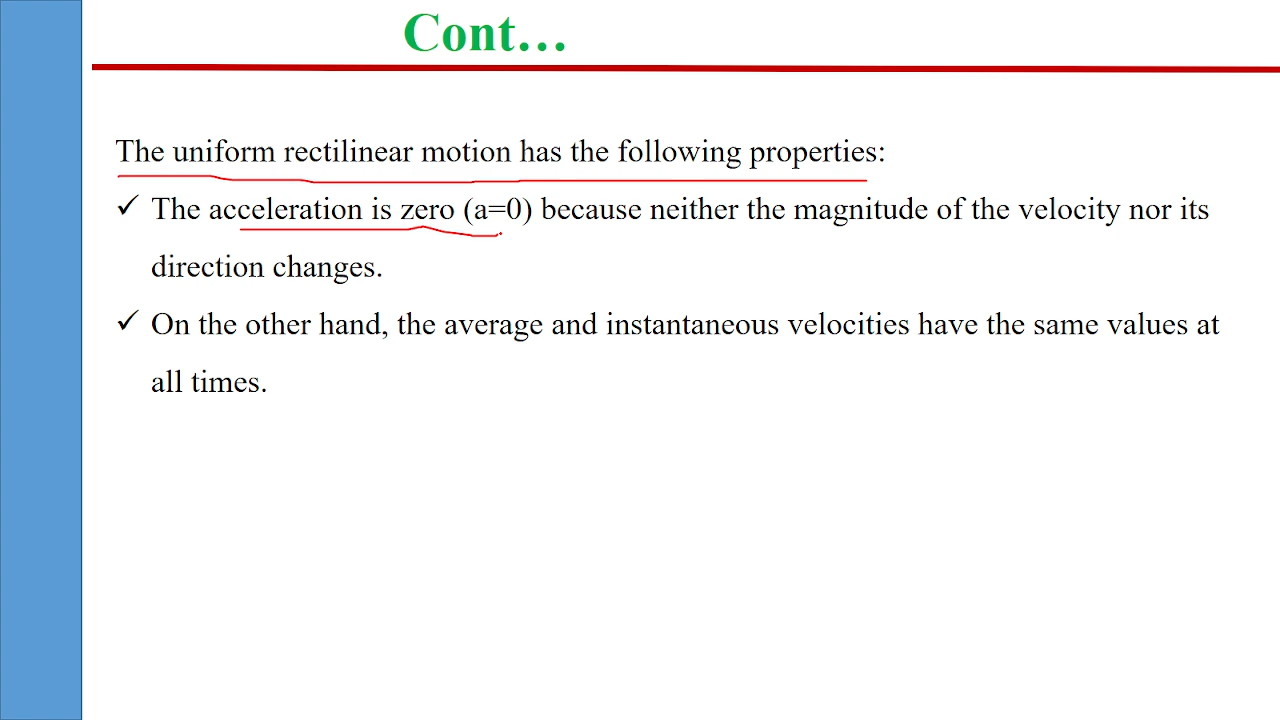 Cont…
The uniform rectilinear motion has the following properties:
✓ The acceleration is zero (a=0) because neither the magnitude of the velocity nor its
direction changes.
✓ On the other hand, the average and instantaneous velocities have the same values at
all times.